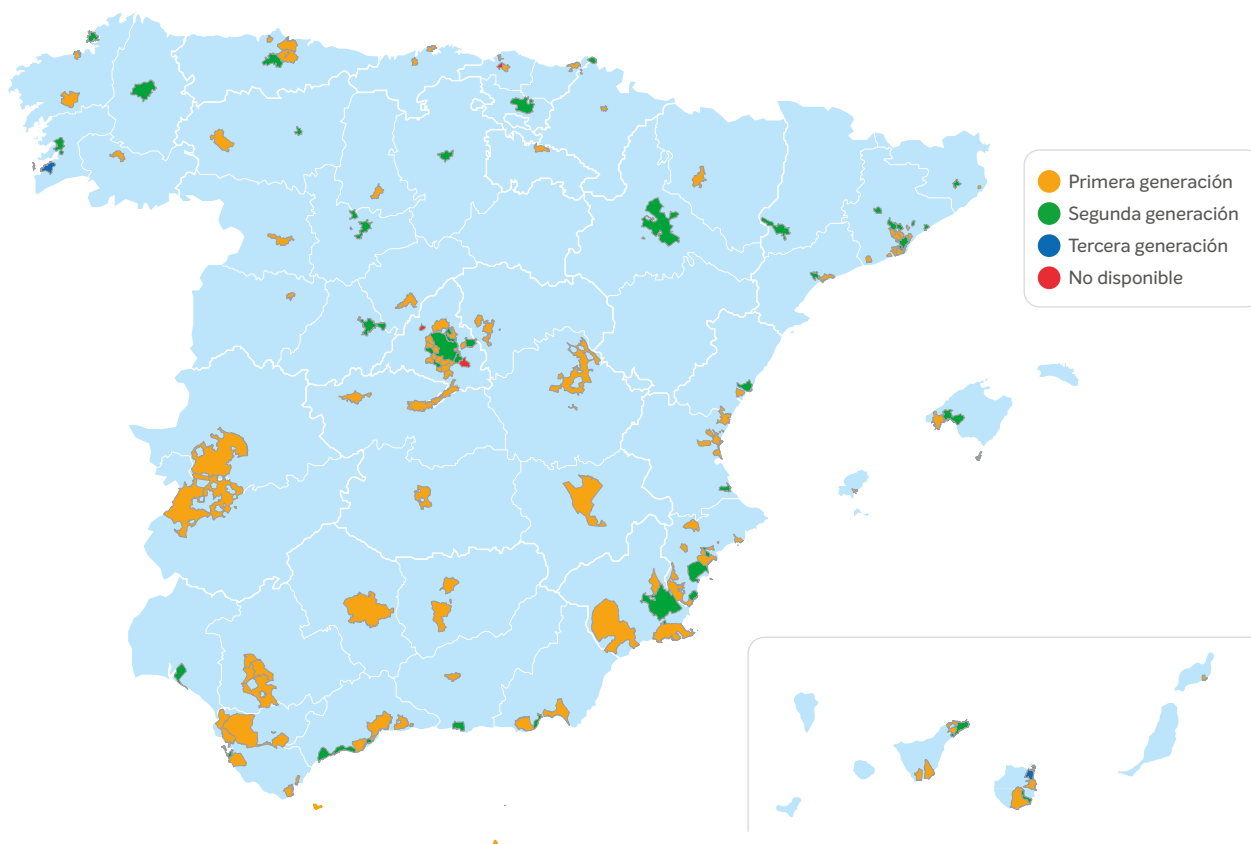 Primera generación
Segunda generación
Tercera generación
No disponible